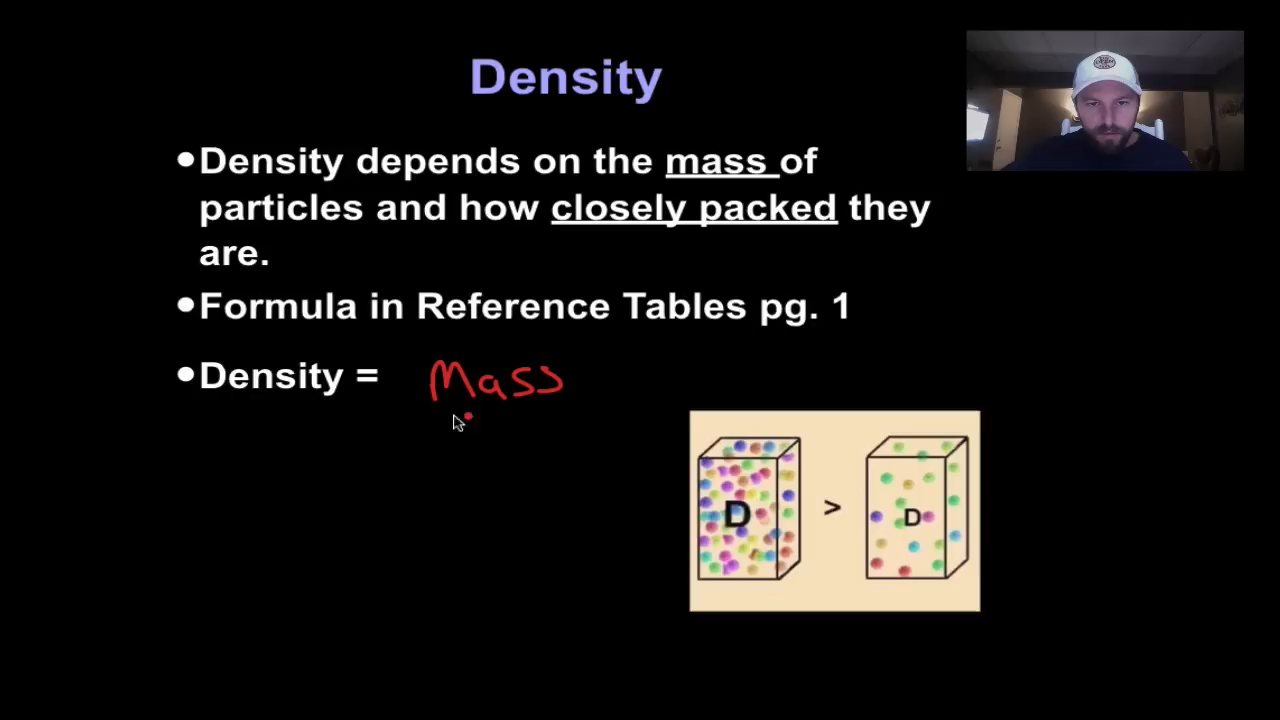 Density
•Density depends on the mass of
particles and how closely packed they
are.
•Formula in Reference Tables pg. 1
•Density = Mass
D > D